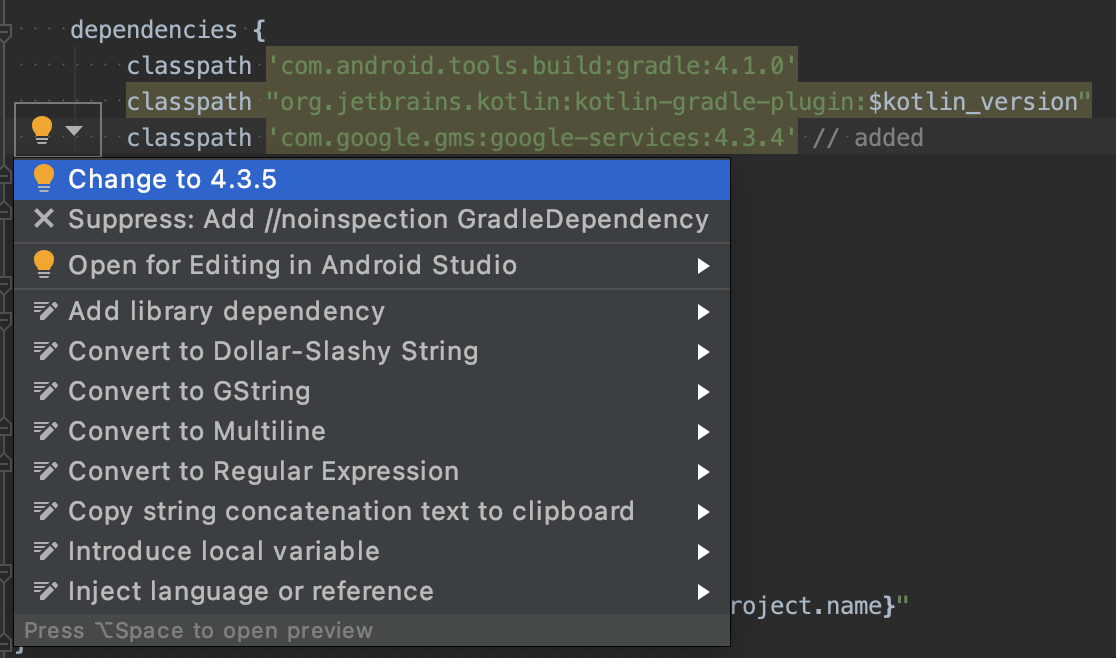 dependencies {
classpath 'com.android.tools.build:gradle:4.1.0'
classpath "org.jetbrains.kotlin:kotlin-gradle-plugin:$kotlin_version"
classpath 'com.google.gms:google-services:4.3.4' // added
Change to 4.3.5
Suppress: Add //noinspection GradleDependency
Open for Editing in Android Studio
Add library dependency
Convert to Dollar-Slashy String
Convert to GString
Convert to Multiline
Convert to Regular Expression
Copy string concatenation text to clipboard
Introduce local variable
Inject language or reference
roject.name}"
Press ⌥Space to open preview
}